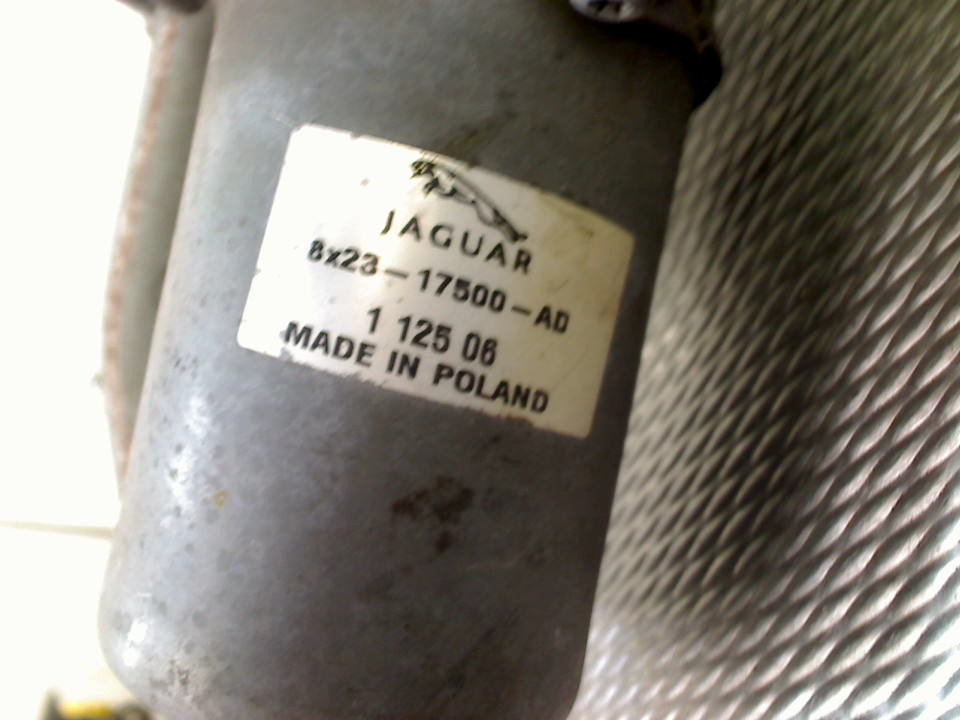 JAGUAR
8x23-17500-AD
1 125 06
MADE IN POLAND